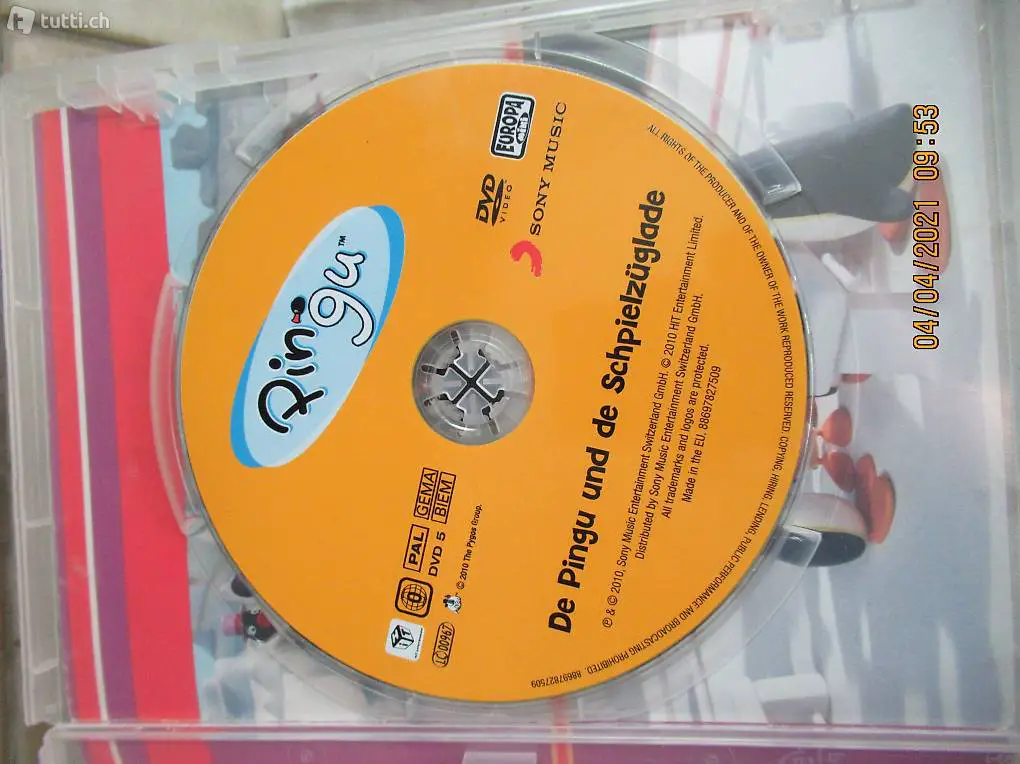 tutti.ch
04/04/2021 09:53
Pingu™
EUROPA
mini
DVD
VIDEO
SONY MUSIC
PAL
GEMA
BIEM
DVD 5
0
© 2010 The Pygos Group.
HiT
LC 00967
De Pingu und de Schpielzüglade
℗ & © 2010, Sony Music Entertainment Switzerland GmbH. © 2010 HIT Entertainment Limited.
Distributed by Sony Music Entertainment Switzerland GmbH.
All trademarks and logos are protected.
Made in the EU, 88697827509
ALL RIGHTS OF THE PRODUCER AND OF THE OWNER OF THE WORK REPRODUCED RESERVED. COPYING, HIRING, LENDING, PUBLIC PERFORMANCE AND BROADCASTING PROHIBITED. 88697827509